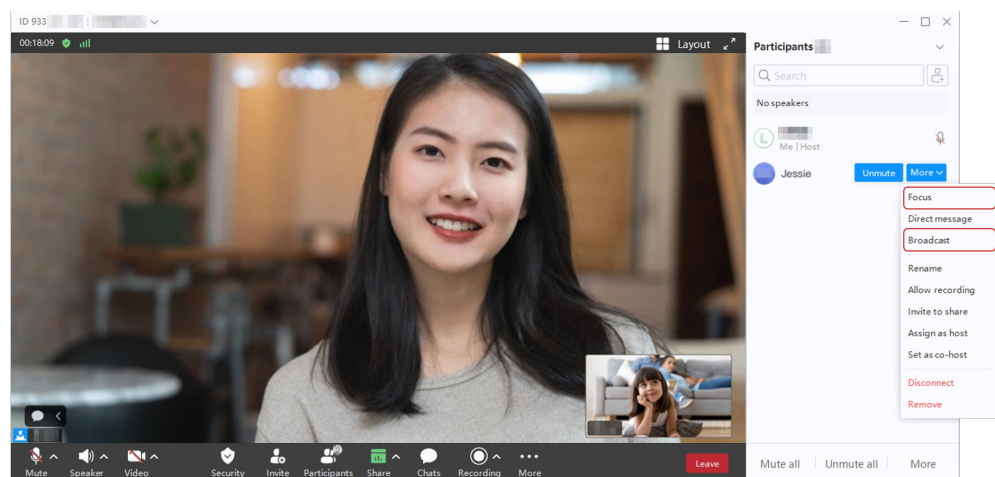 ID 933
00:18:09
Layout
Participants
Search
No speakers
L
Me | Host
Jessie
Unmute
More
Focus
Direct message
Broadcast
Rename
Allow recording
Invite to share
Assign as host
Set as co-host
Disconnect
Remove
Mute
Speaker
Video
Security
Invite
Participants
Share
Chats
Recording
More
Leave
Mute all
Unmute all
More